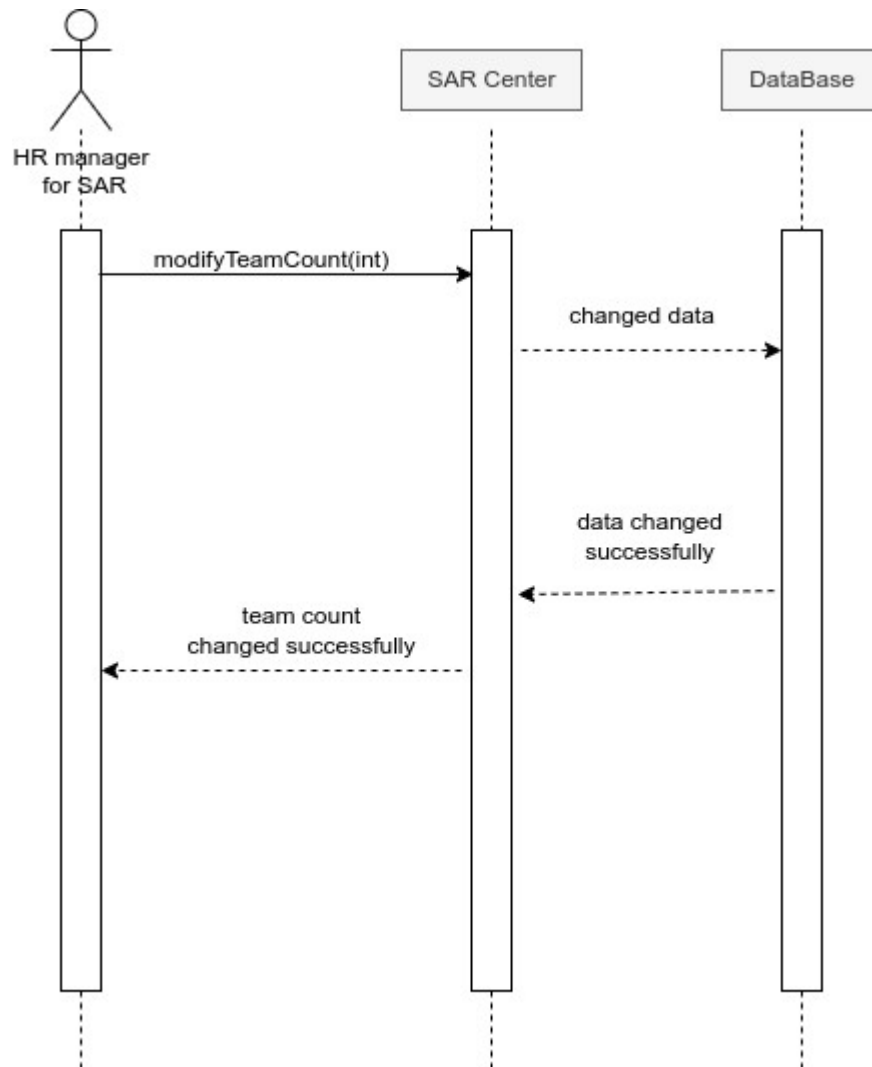 SAR Center
DataBase
HR manager
for SAR
modifyTeamCount(int)
changed data
data changed
successfully
team count
changed successfully